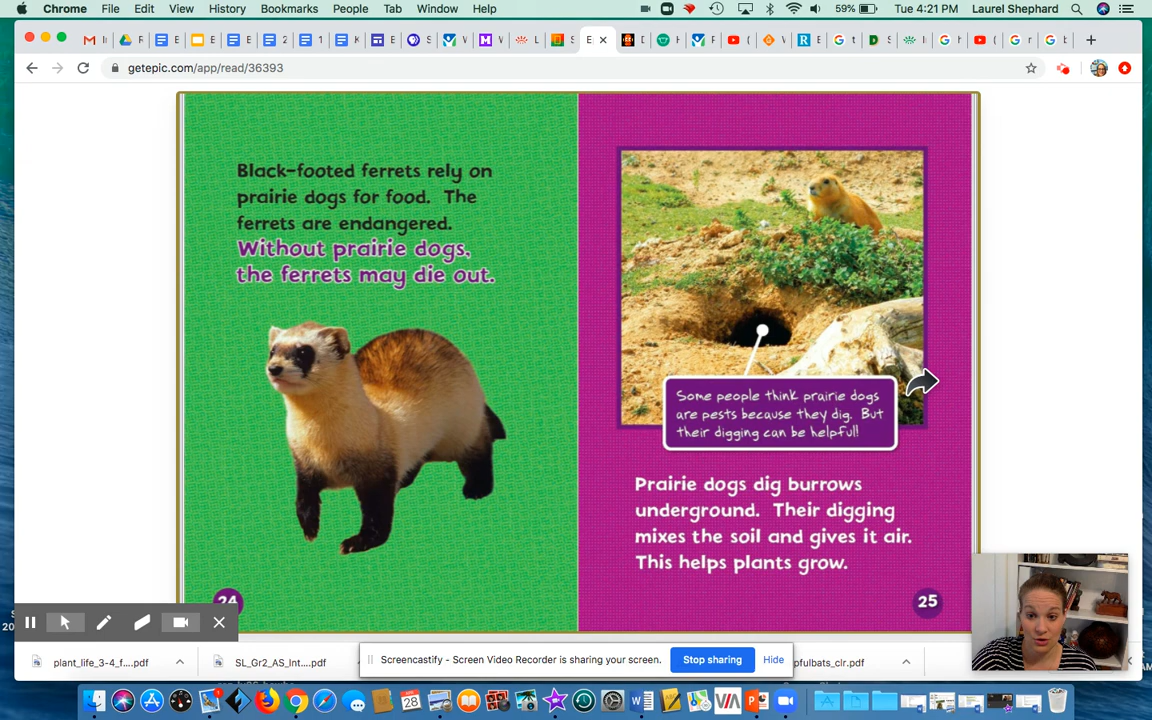 Chrome File Edit View History Bookmarks People Tab Window Help 59% Tue 4:21 PM Laurel Shephard
getepic.com/app/read/36393
Black-footed ferrets rely on
prairie dogs for food. The
ferrets are endangered.
Without prairie dogs,
the ferrets may die out.
24
Some people think prairie dogs
are pests because they dig. But
their digging can be helpful!
Prairie dogs dig burrows
underground. Their digging
mixes the soil and gives it air.
This helps plants grow.
25
plant_life_3-4_f....pdf SL_Gr2_AS_Int....pdf
Screencastify - Screen Video Recorder is sharing your screen. Stop sharing Hide
pfulbats_clr.pdf
28
VIA